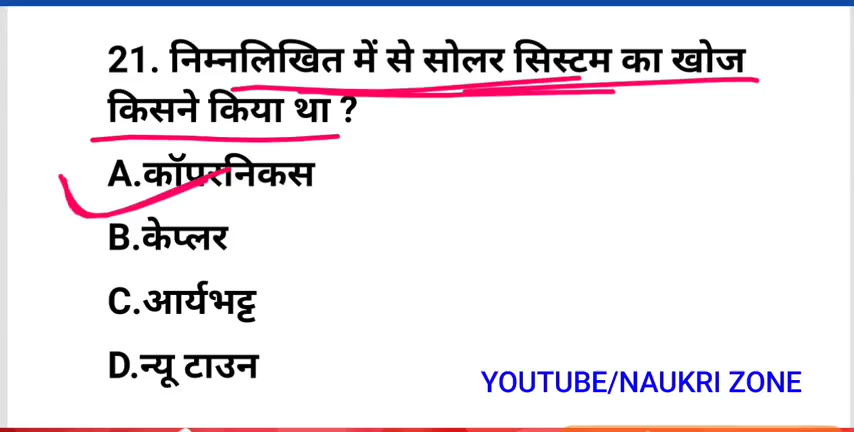 21. निम्नलिखित में से सोलर सिस्टम का खोज
किसने किया था ?
A.कॉपरनिकस
B.केप्लर
C.आर्यभट्ट
D.न्यू टाउन
YOUTUBE/NAUKRI ZONE